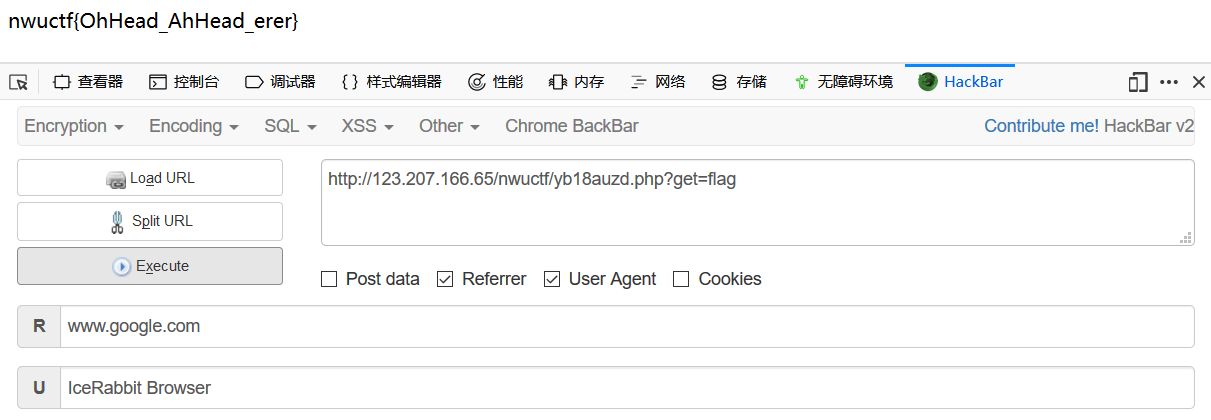 nwuctf{OhHead_AhHead_erer}
查看器 控制台 调试器 样式编辑器 性能 内存 网络 存储 无障碍环境 HackBar
Encryption Encoding SQL XSS Other Chrome BackBar Contribute me! HackBar v2
Load URL
http://123.207.166.65/nwuctf/yb18auzd.php?get=flag
Split URL
Execute
Post data Referrer User Agent Cookies
R www.google.com
U IceRabbit Browser